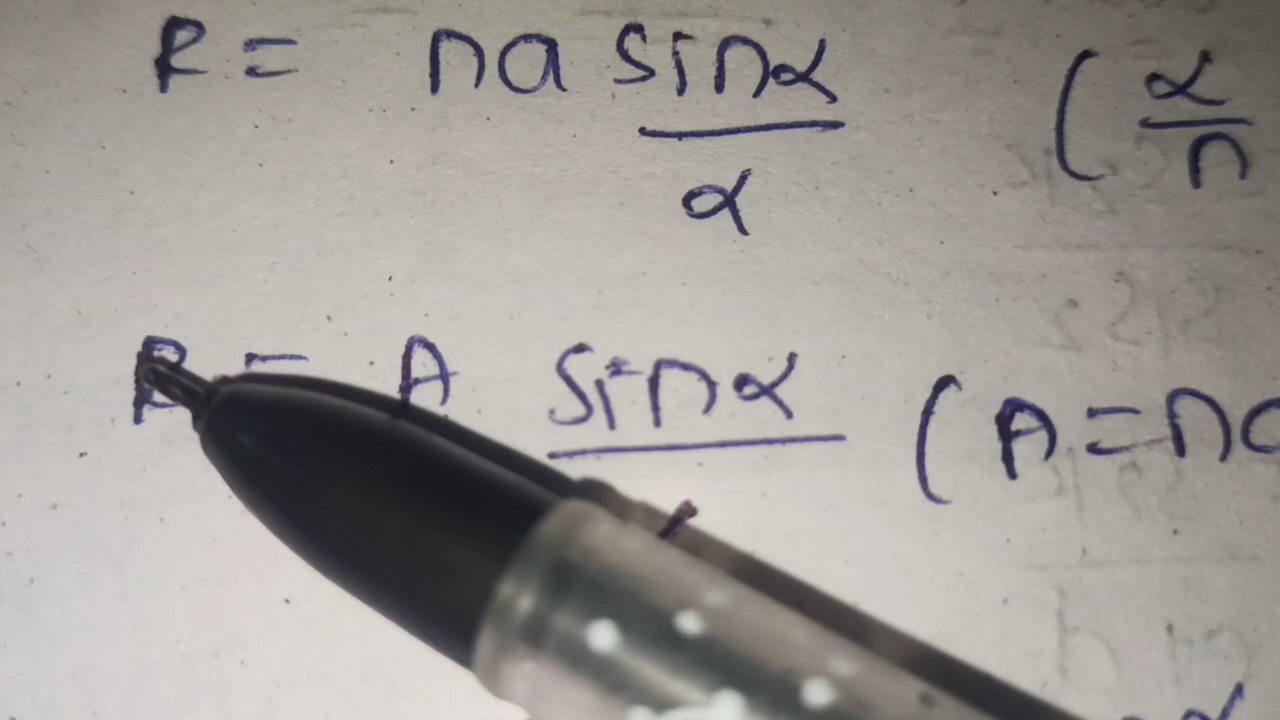 R = na sinα / α (α/n
R = A sinα (A = na
α